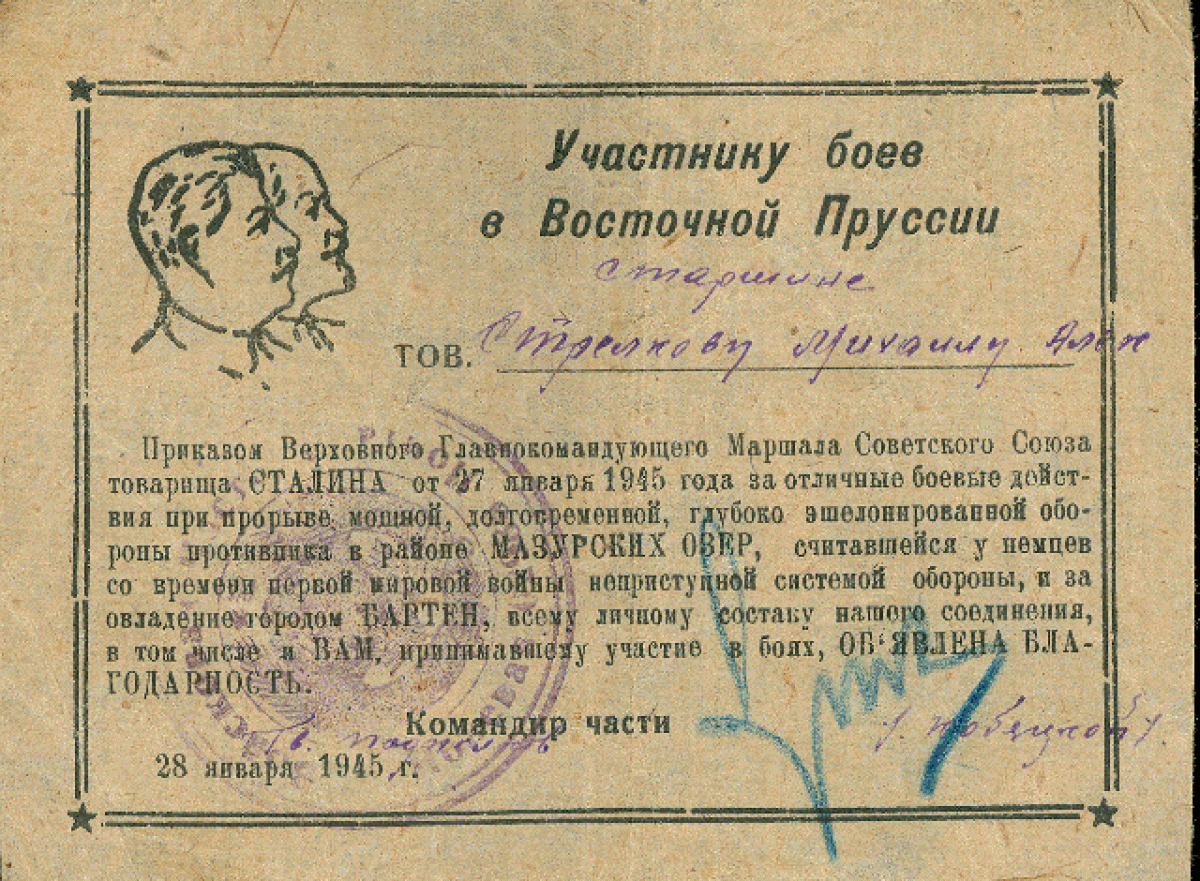 Участнику боев
в Восточной Пруссии
старшине
тов. Стрелкову Михаилу Алек
Приказом Верховного Главнокомандующего Маршала Советского Союза
товарища СТАЛИНА от 27 января 1945 года за отличные боевые дейст-
вия при прорыве мощной, долговременной, глубоко эшелонированной обо-
роны противника в районе МАЗУРСКИХ ОЗЕР, считавшейся у немцев
со времени первой мировой войны неприступной системой обороны, и за
овладение городом БАРТЕН, всему личному составу нашего соединения,
в том числе и ВАМ, принимавшему участие в боях, ОБ'ЯВЛЕНА БЛА-
ГОДАРНОСТЬ.
Командир части
Гв.
28 января 1945 г.